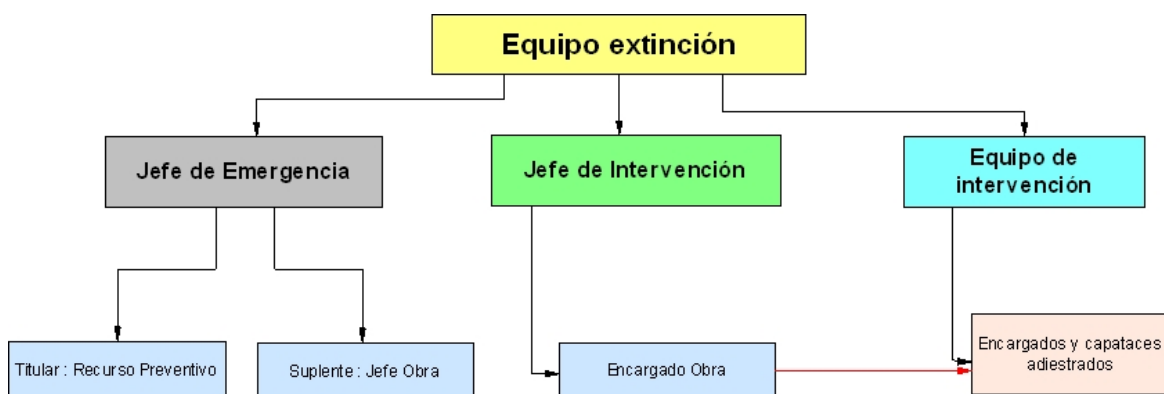 Equipo extinción
Jefe de Emergencia
Jefe de Intervención
Equipo de
intervención
Titular : Recurso Preventivo
Suplente : Jefe Obra
Encargado Obra
Encargados y capataces
adiestrados